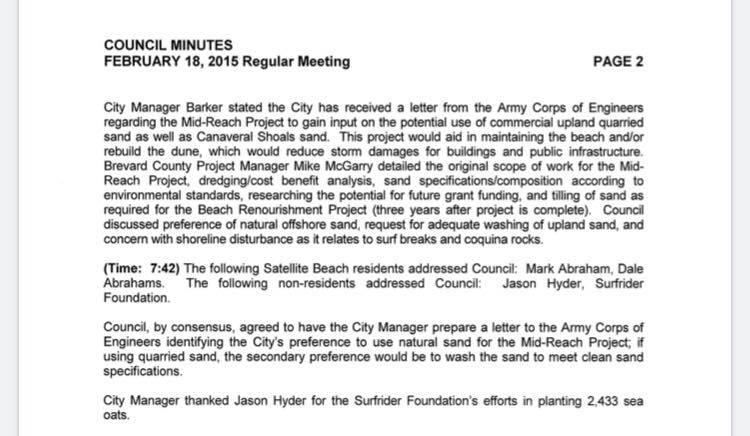 COUNCIL MINUTES
FEBRUARY 18, 2015 Regular Meeting PAGE 2
City Manager Barker stated the City has received a letter from the Army Corps of Engineers
regarding the Mid-Reach Project to gain input on the potential use of commercial upland quarried
sand as well as Canaveral Shoals sand. This project would aid in maintaining the beach and/or
rebuild the dune, which would reduce storm damages for buildings and public infrastructure.
Brevard County Project Manager Mike McGarry detailed the original scope of work for the Mid-
Reach Project, dredging/cost benefit analysis, sand specifications/composition according to
environmental standards, researching the potential for future grant funding, and tilling of sand as
required for the Beach Renourishment Project (three years after project is complete). Council
discussed preference of natural offshore sand, request for adequate washing of upland sand, and
concern with shoreline disturbance as it relates to surf breaks and coquina rocks.
(Time: 7:42) The following Satellite Beach residents addressed Council: Mark Abraham, Dale
Abrahams. The following non-residents addressed Council: Jason Hyder, Surfrider
Foundation.
Council, by consensus, agreed to have the City Manager prepare a letter to the Army Corps of
Engineers identifying the City's preference to use natural sand for the Mid-Reach Project; if
using quarried sand, the secondary preference would be to wash the sand to meet clean sand
specifications.
City Manager thanked Jason Hyder for the Surfrider Foundation's efforts in planting 2,433 sea
oats.